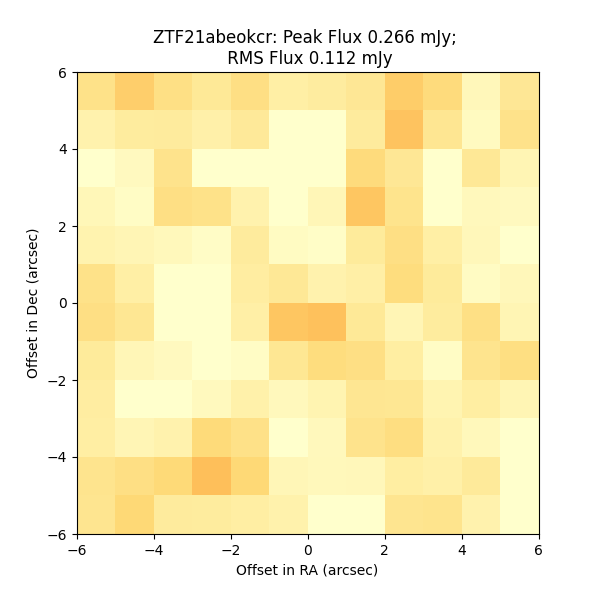 ZTF21abeokcr: Peak Flux 0.266 mJy;
RMS Flux 0.112 mJy
6
4
2
0
−2
−4
−6
Offset in Dec (arcsec)
−6 −4 −2 0 2 4 6
Offset in RA (arcsec)